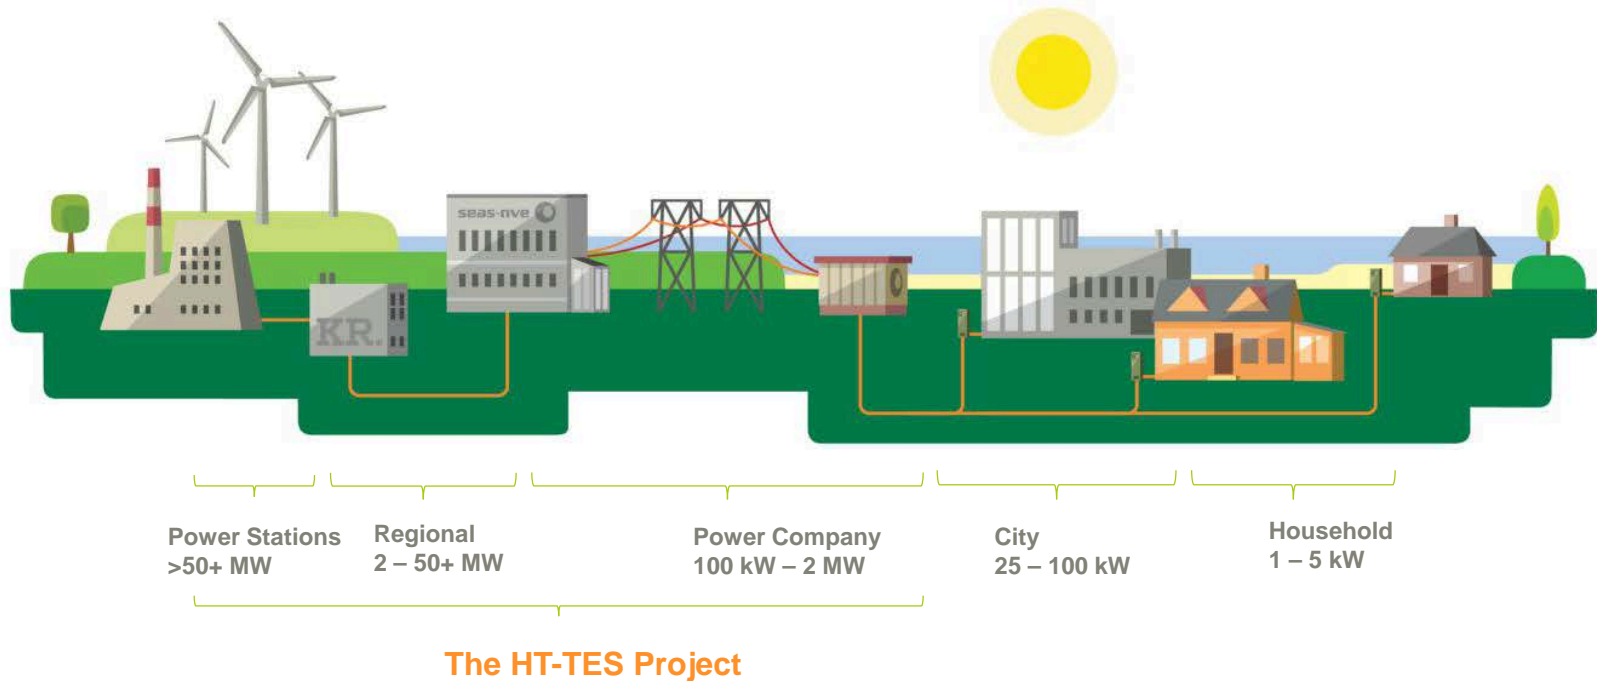 seas-nve
KR.
Power Stations
>50+ MW
Regional
2 – 50+ MW
Power Company
100 kW – 2 MW
City
25 – 100 kW
Household
1 – 5 kW
The HT-TES Project